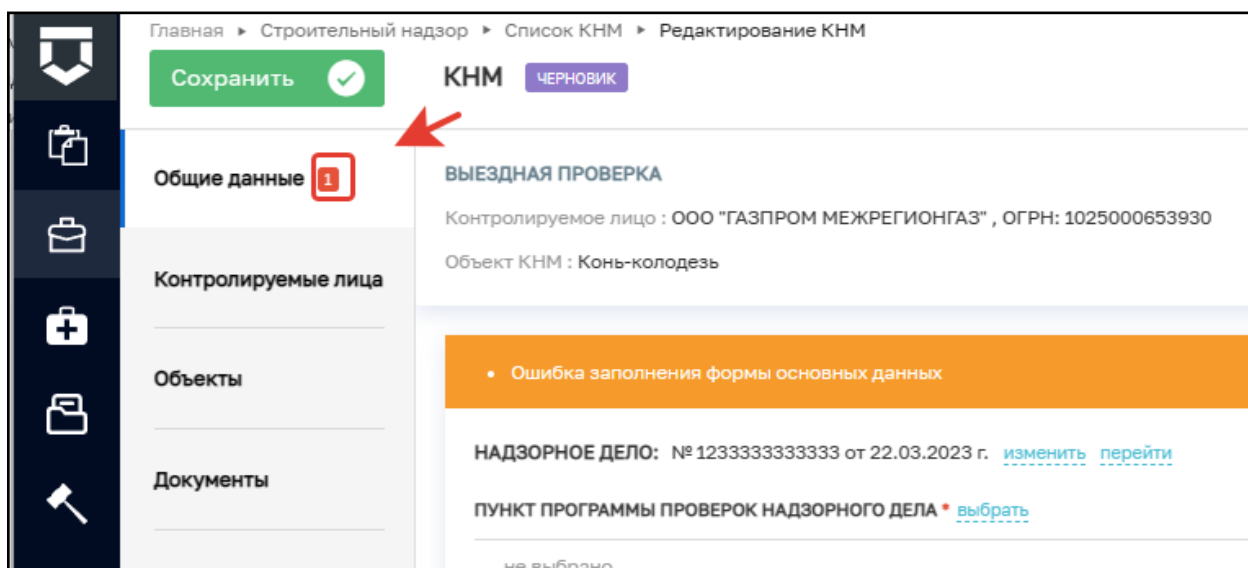 Главная ▸ Строительный надзор ▸ Список КНМ ▸ Редактирование КНМ
Сохранить
КНМ ЧЕРНОВИК
Общие данные 1
Контролируемые лица
Объекты
Документы
ВЫЕЗДНАЯ ПРОВЕРКА
Контролируемое лицо : ООО "ГАЗПРОМ МЕЖРЕГИОНГАЗ" , ОГРН: 1025000653930
Объект КНМ : Конь-колодезь
• Ошибка заполнения формы основных данных
НАДЗОРНОЕ ДЕЛО: № 1233333333333 от 22.03.2023 г. изменить перейти
ПУНКТ ПРОГРАММЫ ПРОВЕРОК НАДЗОРНОГО ДЕЛА * выбрать
не выбрано